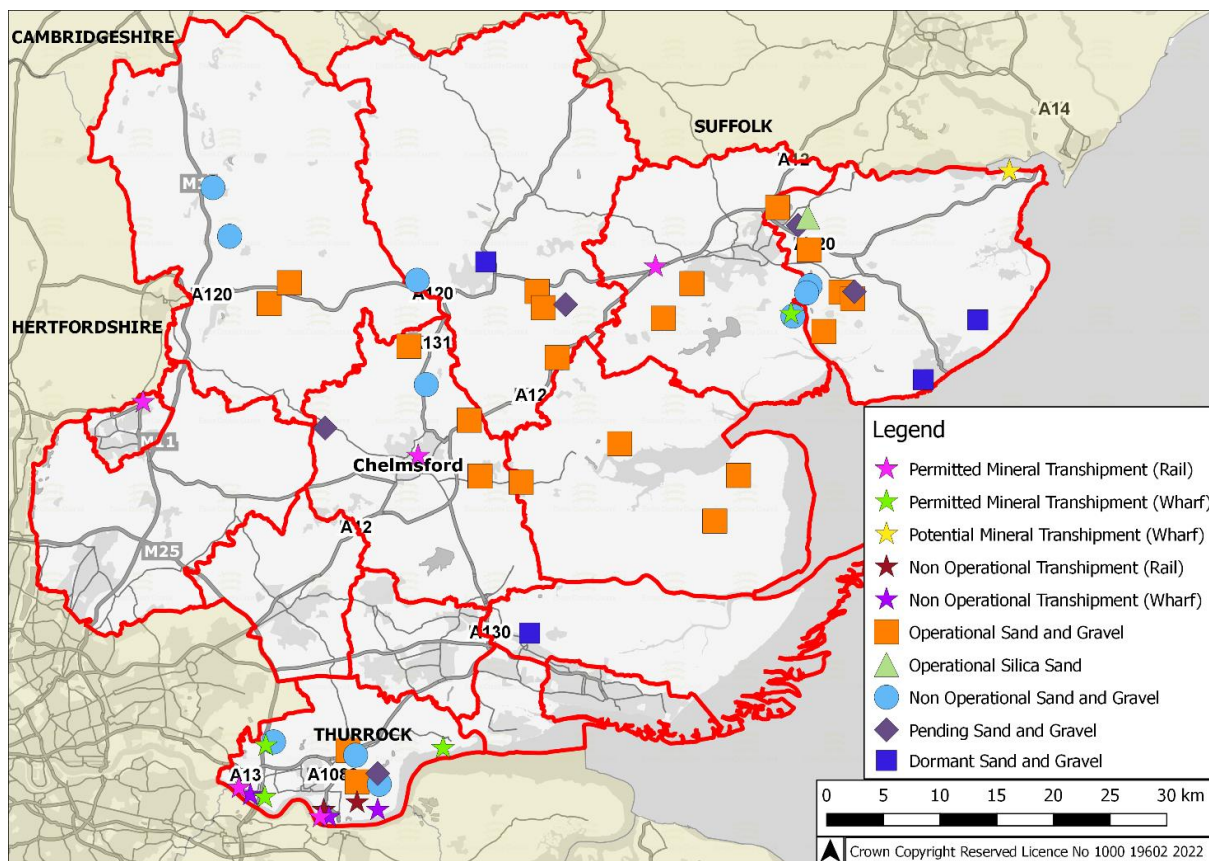 CAMBRIDGESHIRE
A14
SUFFOLK
A12
M11
A120
A120
A120
HERTFORDSHIRE
A131
A12
M11
Chelmsford
A12
M25
A130
THURROCK
A13
A108
Legend
Permitted Mineral Transhipment (Rail)
Permitted Mineral Transhipment (Wharf)
Potential Mineral Transhipment (Wharf)
Non Operational Transhipment (Rail)
Non Operational Transhipment (Wharf)
Operational Sand and Gravel
Operational Silica Sand
Non Operational Sand and Gravel
Pending Sand and Gravel
Dormant Sand and Gravel
0 5 10 15 20 30 km
Crown Copyright Reserved Licence No 1000 19602 2022